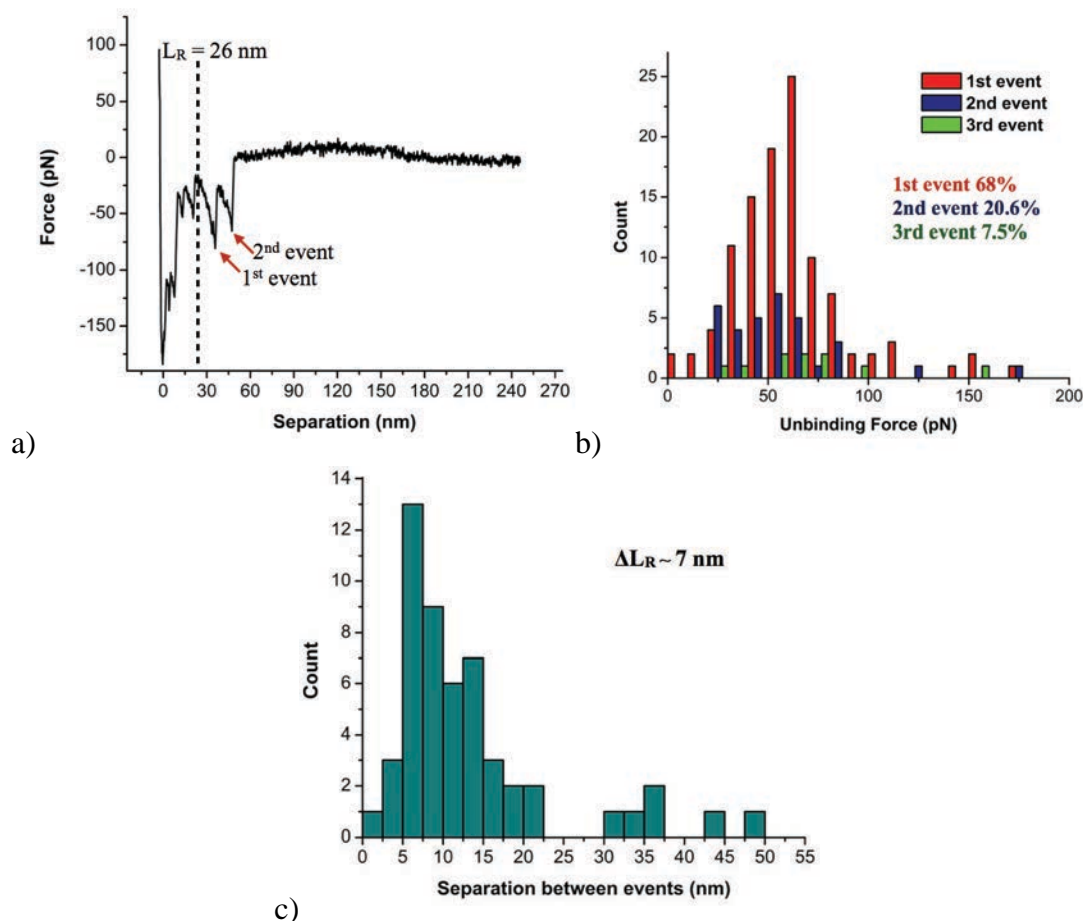 L_R = 26 nm
100
50
0
-50
-100
-150
Force (pN)
2nd event
1st event
0 30 60 90 120 150 180 210 240 270
Separation (nm)
a)
25
20
15
10
5
0
Count
1st event
2nd event
3rd event
1st event 68%
2nd event 20.6%
3rd event 7.5%
0 50 100 150 200
Unbinding Force (pN)
b)
14
12
10
8
6
4
2
0
Count
ΔL_R ~ 7 nm
0 5 10 15 20 25 30 35 40 45 50 55
Separation between events (nm)
c)